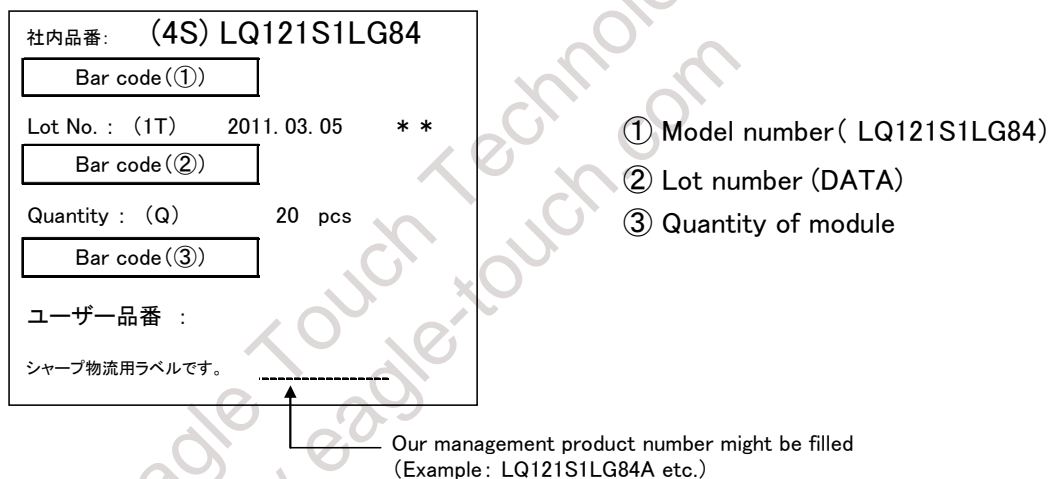 社内品番: (4S) LQ121S1LG84
Bar code(①)
Lot No. : (1T) 2011. 03. 05 * *
Bar code(②)
Quantity : (Q) 20 pcs
Bar code(③)
ユーザー品番 :
シャープ物流用ラベルです。
① Model number( LQ121S1LG84)
② Lot number (DATA)
③ Quantity of module
Our management product number might be filled
(Example: LQ121S1LG84A etc.)